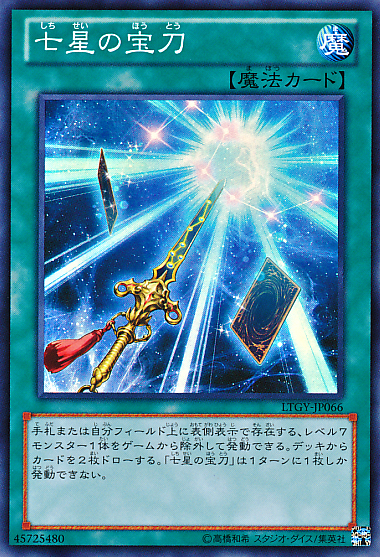 七星の宝刀
魔
【魔法カード】
LTGY-JP066
手札または自分フィールド上に表側表示で存在する、レベル7
モンスター1体をゲームから除外して発動できる。デッキから
カードを2枚ドローする。「七星の宝刀」は1ターンに1枚しか
発動できない。
45725480
©高橋和希 スタジオ・ダイス/集英社